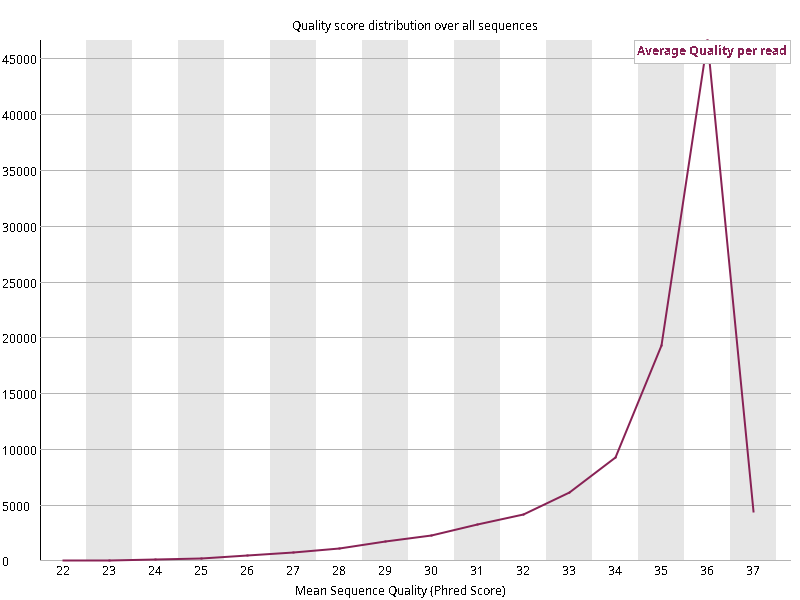 Quality score distribution over all sequences
Average Quality per read
45000
40000
35000
30000
25000
20000
15000
10000
5000
0
22 23 24 25 26 27 28 29 30 31 32 33 34 35 36 37
Mean Sequence Quality (Phred Score)